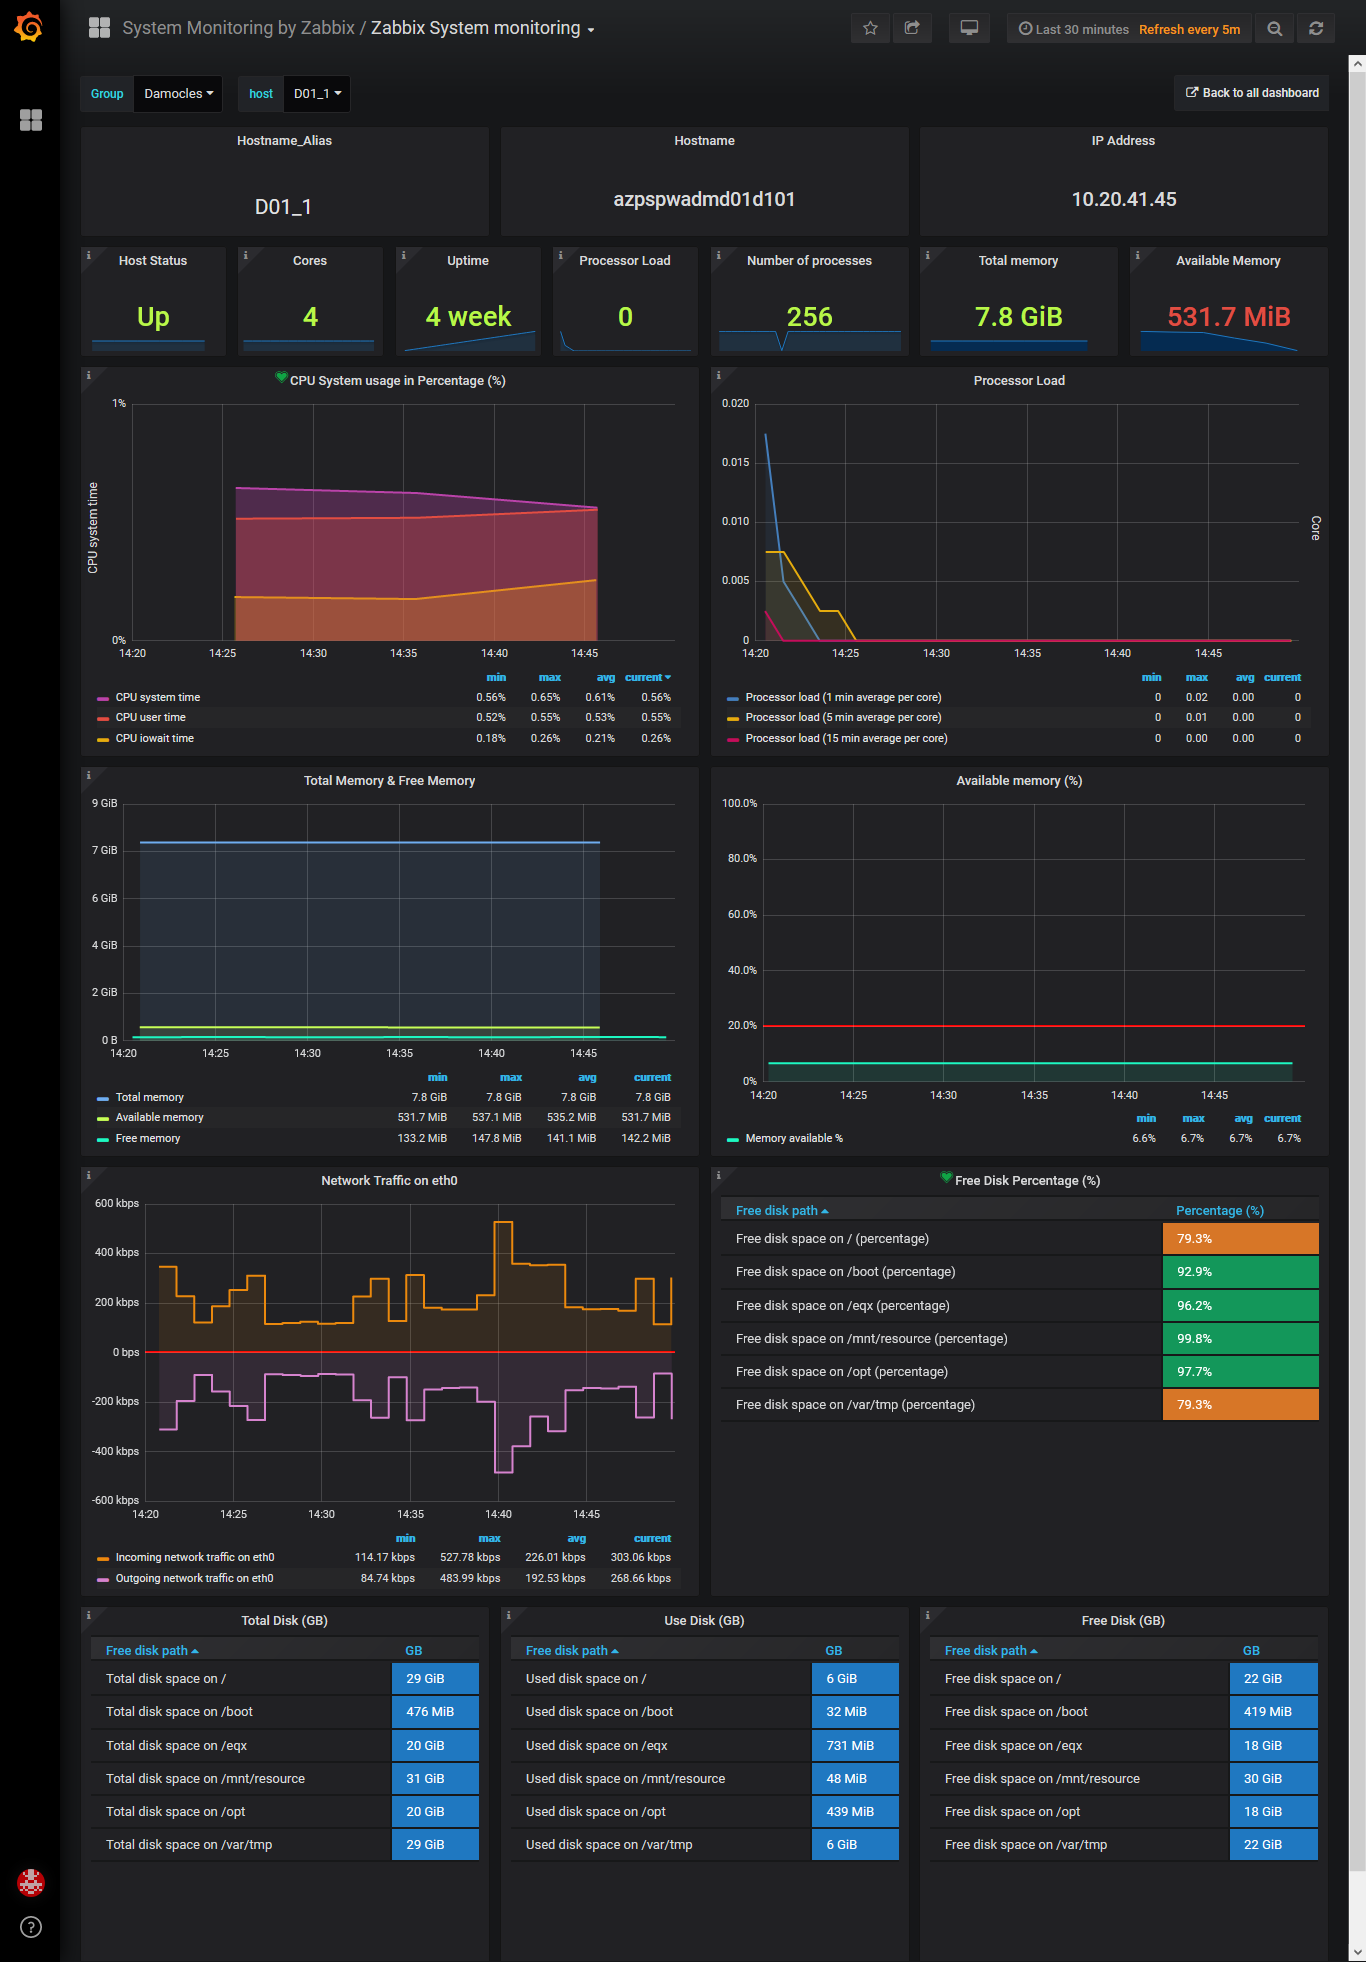 System Monitoring by Zabbix / Zabbix System monitoring
Last 30 minutes Refresh every 5m
Group Damocles host D01_1
Back to all dashboard
Hostname_Alias
D01_1
Hostname
azpspwadmd01d101
IP Address
10.20.41.45
Host Status
Up
Cores
4
Uptime
4 week
Processor Load
0
Number of processes
256
Total memory
7.8 GiB
Available Memory
531.7 MiB
CPU System usage in Percentage (%)
CPU system time
1%
0%
14:20 14:25 14:30 14:35 14:40 14:45
min max avg current
CPU system time 0.56% 0.65% 0.61% 0.56%
CPU user time 0.52% 0.55% 0.53% 0.55%
CPU iowait time 0.18% 0.26% 0.21% 0.26%
Processor Load
0.020
0.015
0.010
0.005
0
Core
14:20 14:25 14:30 14:35 14:40 14:45
min max avg current
Processor load (1 min average per core) 0 0.02 0.00 0
Processor load (5 min average per core) 0 0.01 0.00 0
Processor load (15 min average per core) 0 0.00 0.00 0
Total Memory & Free Memory
9 GiB
7 GiB
6 GiB
4 GiB
2 GiB
0 B
14:20 14:25 14:30 14:35 14:40 14:45
min max avg current
Total memory 7.8 GiB 7.8 GiB 7.8 GiB 7.8 GiB
Available memory 531.7 MiB 537.1 MiB 535.2 MiB 531.7 MiB
Free memory 133.2 MiB 147.8 MiB 141.1 MiB 142.2 MiB
Available memory (%)
100.0%
80.0%
60.0%
40.0%
20.0%
0%
14:20 14:25 14:30 14:35 14:40 14:45
min max avg current
Memory available % 6.6% 6.7% 6.7% 6.7%
Network Traffic on eth0
600 kbps
400 kbps
200 kbps
0 bps
-200 kbps
-400 kbps
-600 kbps
14:20 14:25 14:30 14:35 14:40 14:45
min max avg current
Incoming network traffic on eth0 114.17 kbps 527.78 kbps 226.01 kbps 303.06 kbps
Outgoing network traffic on eth0 84.74 kbps 483.99 kbps 192.53 kbps 268.66 kbps
Free Disk Percentage (%)
Free disk path Percentage (%)
Free disk space on / (percentage) 79.3%
Free disk space on /boot (percentage) 92.9%
Free disk space on /eqx (percentage) 96.2%
Free disk space on /mnt/resource (percentage) 99.8%
Free disk space on /opt (percentage) 97.7%
Free disk space on /var/tmp (percentage) 79.3%
Total Disk (GB)
Free disk path GB
Total disk space on / 29 GiB
Total disk space on /boot 476 MiB
Total disk space on /eqx 20 GiB
Total disk space on /mnt/resource 31 GiB
Total disk space on /opt 20 GiB
Total disk space on /var/tmp 29 GiB
Use Disk (GB)
Free disk path GB
Used disk space on / 6 GiB
Used disk space on /boot 32 MiB
Used disk space on /eqx 731 MiB
Used disk space on /mnt/resource 48 MiB
Used disk space on /opt 439 MiB
Used disk space on /var/tmp 6 GiB
Free Disk (GB)
Free disk path GB
Free disk space on / 22 GiB
Free disk space on /boot 419 MiB
Free disk space on /eqx 18 GiB
Free disk space on /mnt/resource 30 GiB
Free disk space on /opt 18 GiB
Free disk space on /var/tmp 22 GiB